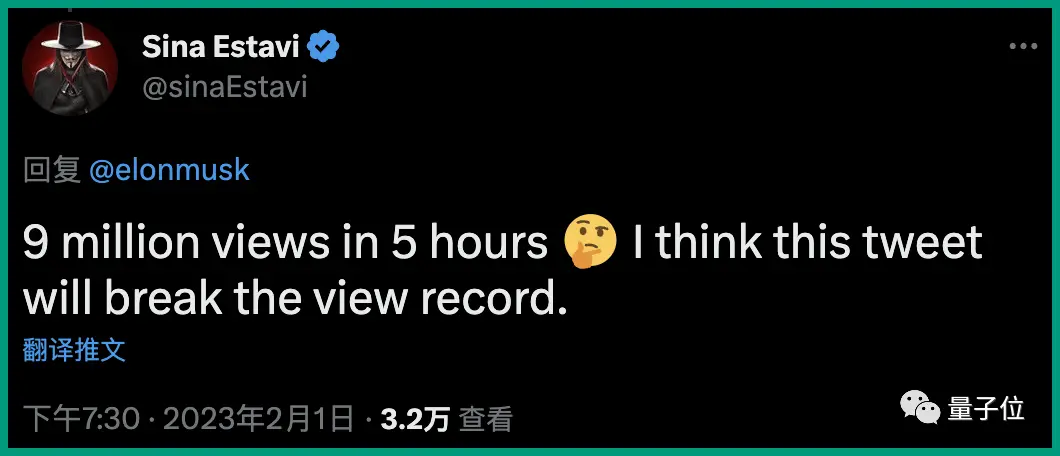 Sina Estavi
@sinaEstavi
回复 @elonmusk
9 million views in 5 hours 🤔 I think this tweet
will break the view record.
翻译推文
下午7:30 · 2023年2月1日 · 3.2万 查看
量子位